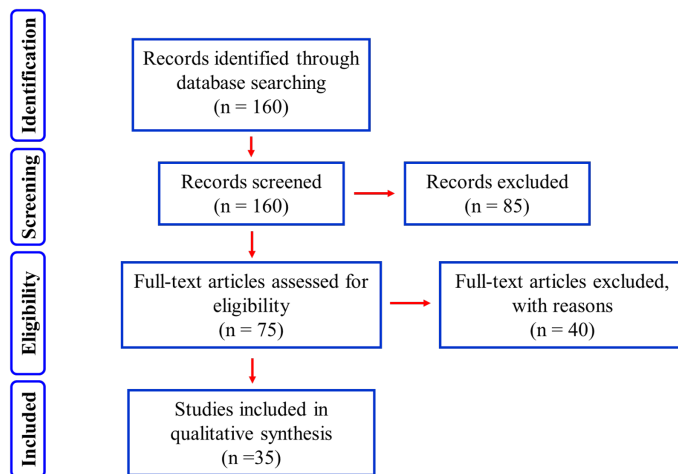 Identification
Records identified through
database searching
(n = 160)
Screening
Records screened
(n = 160)
Records excluded
(n = 85)
Eligibility
Full-text articles assessed for
eligibility
(n = 75)
Full-text articles excluded,
with reasons
(n = 40)
Included
Studies included in
qualitative synthesis
(n =35)